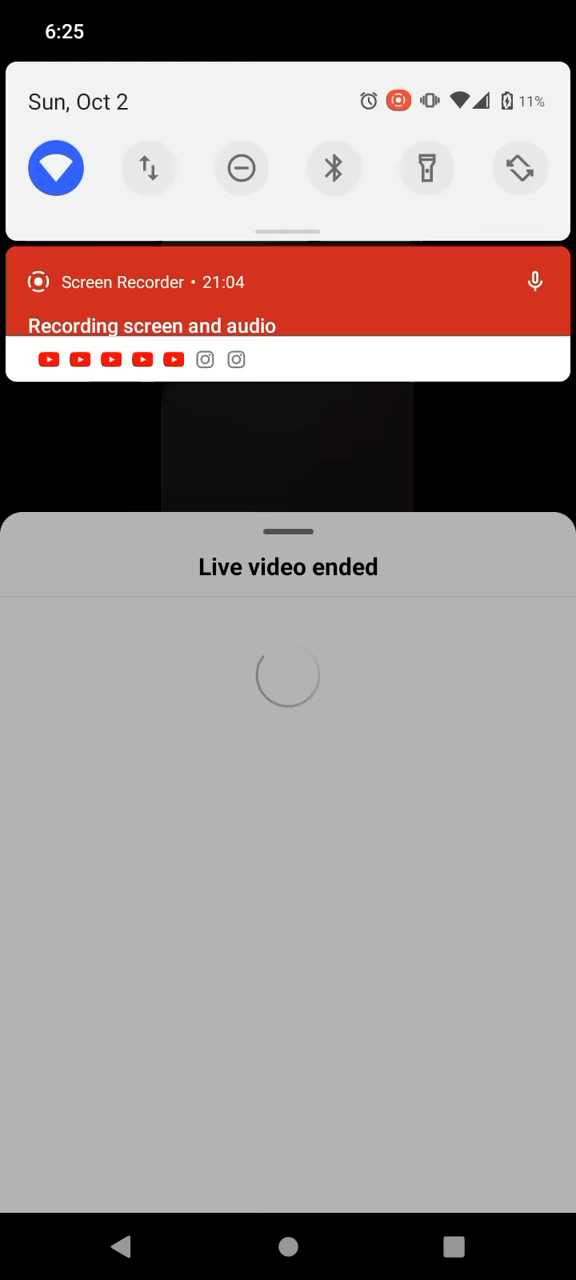 6:25
Sun, Oct 2
11%
Screen Recorder • 21:04
Recording screen and audio
Live video ended